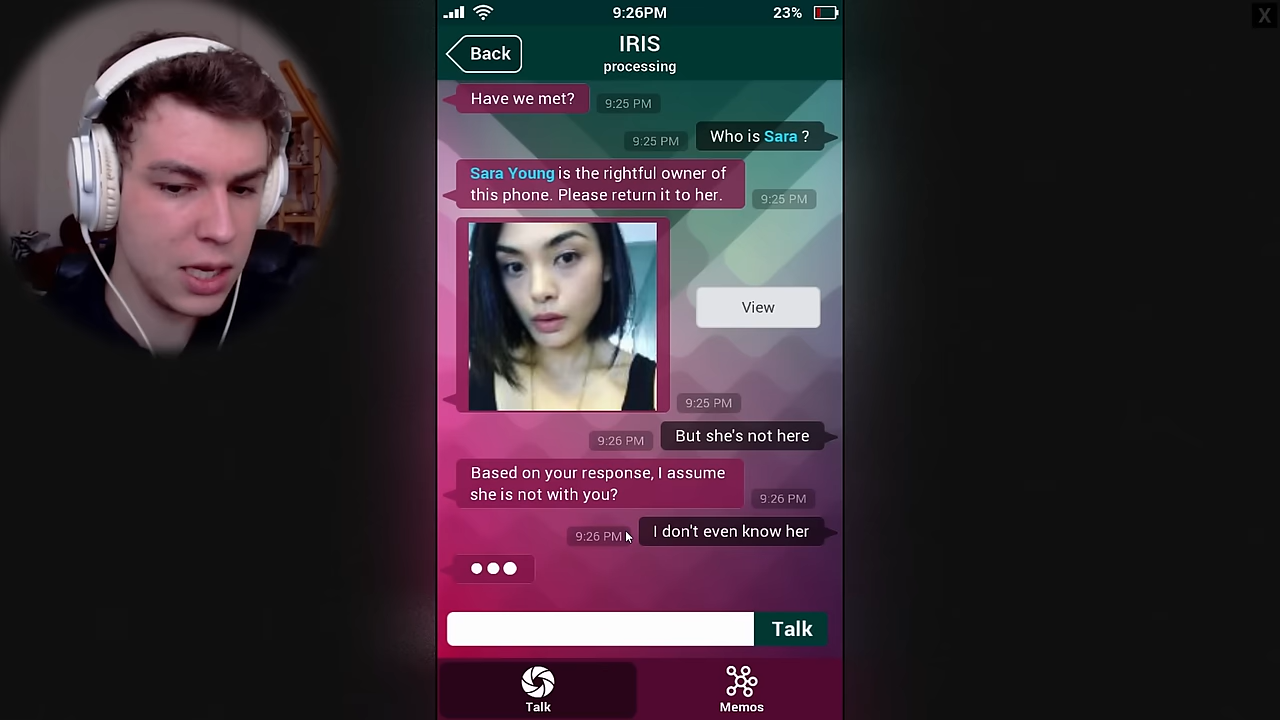 9:26PM
23%
X
Back
IRIS
processing
Have we met?
9:25 PM
9:25 PM
Who is Sara ?
Sara Young is the rightful owner of
this phone. Please return it to her.
9:25 PM
View
9:25 PM
9:26 PM
But she's not here
Based on your response, I assume
she is not with you?
9:26 PM
9:26 PM
I don't even know her
Talk
Talk
Memos